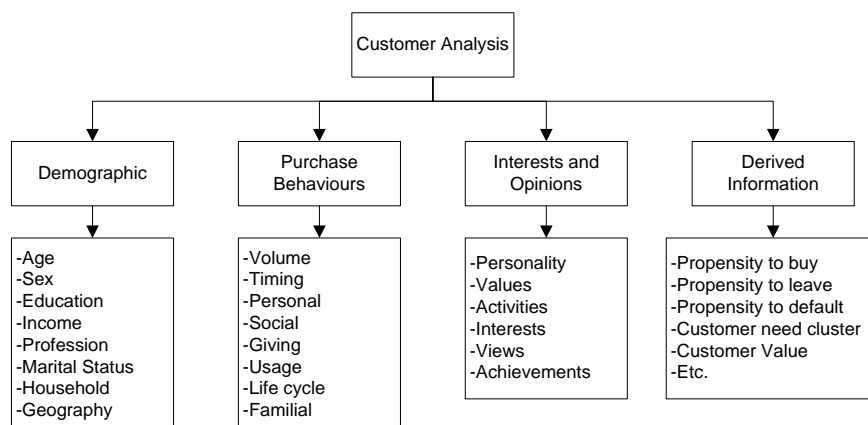 Customer Analysis
Demographic
Purchase
Behaviours
Interests and
Opinions
Derived
Information
-Age
-Sex
-Education
-Income
-Profession
-Marital Status
-Household
-Geography
-Volume
-Timing
-Personal
-Social
-Giving
-Usage
-Life cycle
-Familial
-Personality
-Values
-Activities
-Interests
-Views
-Achievements
-Propensity to buy
-Propensity to leave
-Propensity to default
-Customer need cluster
-Customer Value
-Etc.